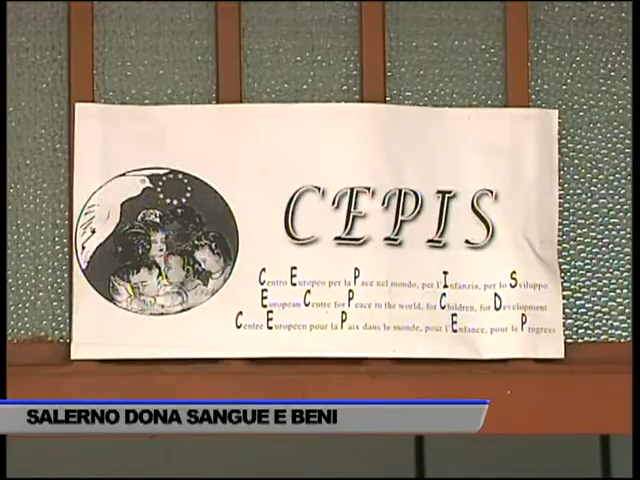 CEPIS
Centro Europeo per la Pace nel mondo, per l'Infanzia, per lo Sviluppo
European Centre for Peace in the world, for Children, for Development
Centre Européen pour la Paix dans le monde, pour l'Enfance, pour le Progress
SALERNO DONA SANGUE E BENI